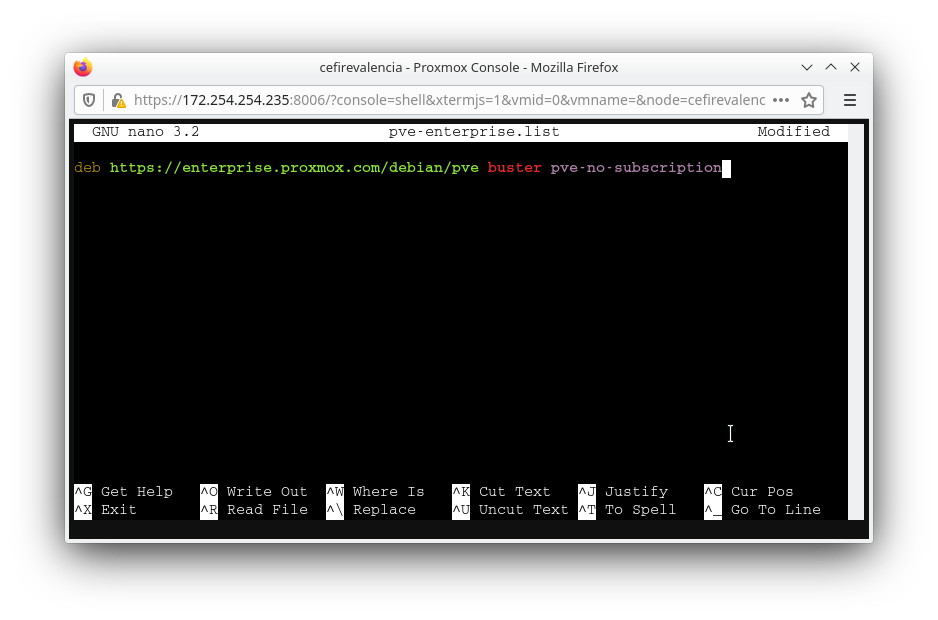 cefirevalencia - Proxmox Console - Mozilla Firefox
https://172.254.254.235:8006/?console=shell&xtermjs=1&vmid=0&vmname=&node=cefirevalenc
GNU nano 3.2 pve-enterprise.list Modified
deb https://enterprise.proxmox.com/debian/pve buster pve-no-subscription
^G Get Help ^O Write Out ^W Where Is ^K Cut Text ^J Justify ^C Cur Pos
^X Exit ^R Read File ^\ Replace ^U Uncut Text ^T To Spell ^_ Go To Line